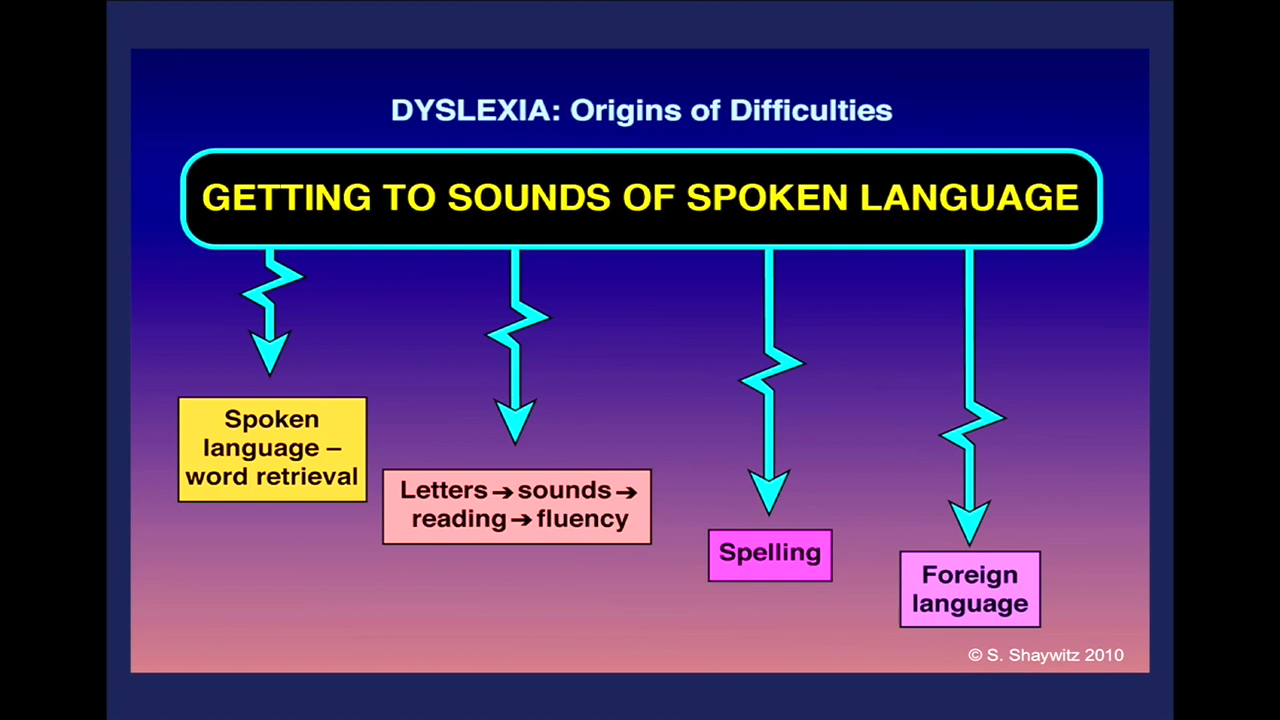 DYSLEXIA: Origins of Difficulties
GETTING TO SOUNDS OF SPOKEN LANGUAGE
Spoken
language –
word retrieval
Letters → sounds →
reading → fluency
Spelling
Foreign
language
© S. Shaywitz 2010